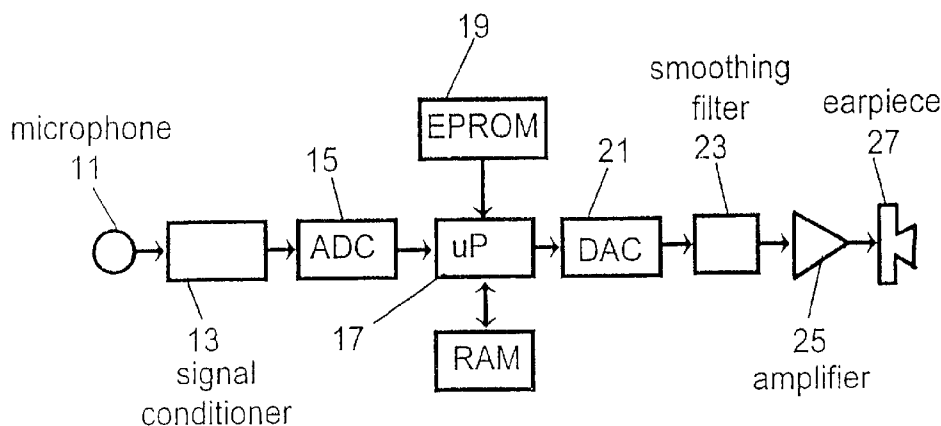 19
smoothing
filter
23
earpiece
27
microphone
11
EPROM
15
21
ADC
uP
DAC
13
signal
conditioner
17
RAM
25
amplifier